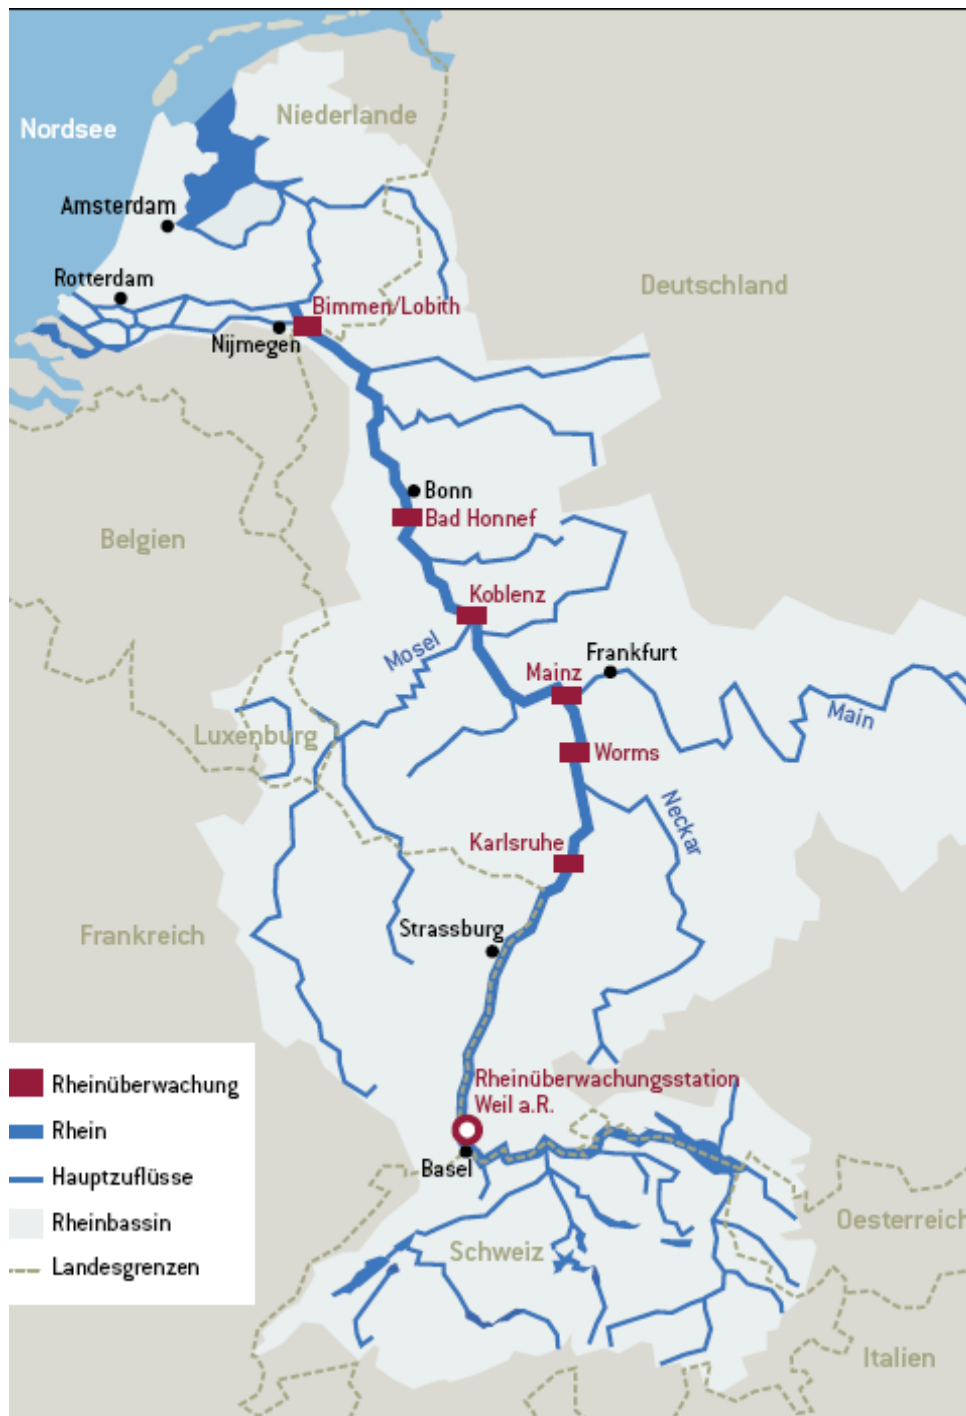 Nordsee
Niederlande
Amsterdam
Rotterdam
Deutschland
Bimmen/Lobith
Nijmegen
Bonn
Bad Honnef
Belgien
Koblenz
Mosel
Frankfurt
Mainz
Main
Luxenburg
Worms
Neckar
Karlsruhe
Strassburg
Frankreich
Rheinüberwachungsstation
Weil a.R.
Basel
Schweiz
Oesterreich
Italien
Rheinüberwachung
Rhein
Hauptzuflüsse
Rheinbassin
Landesgrenzen